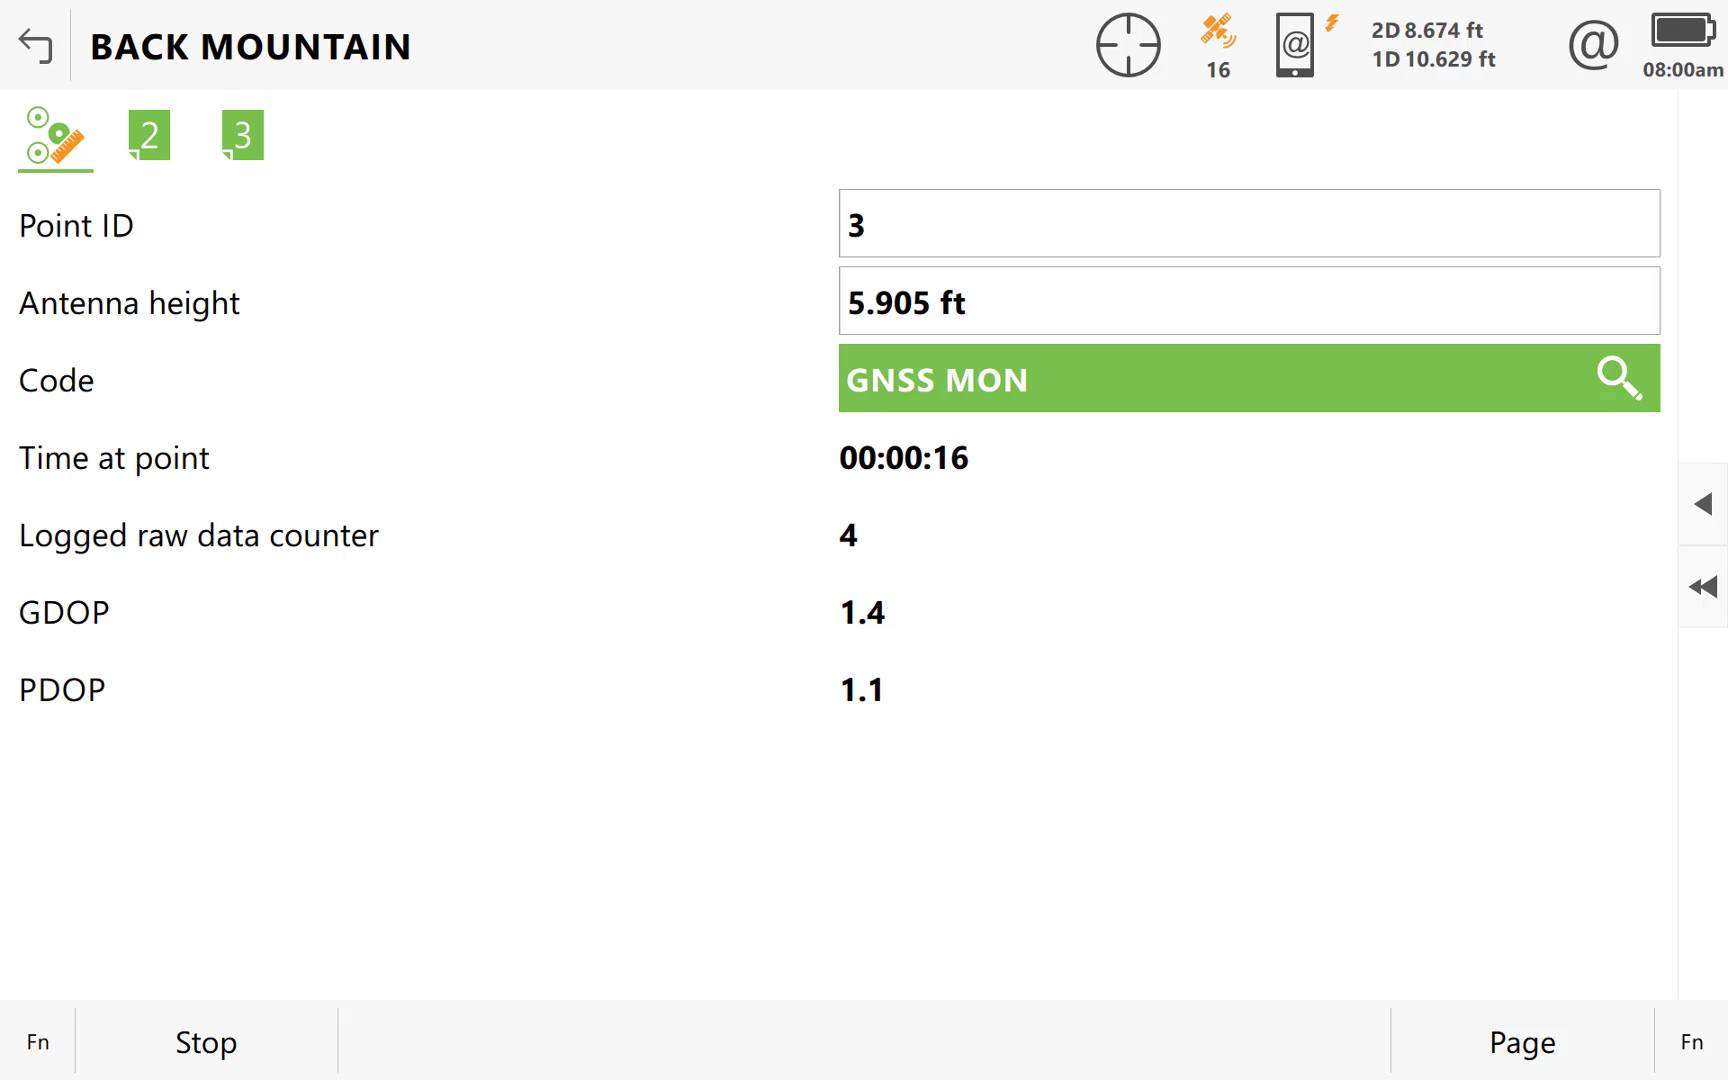 BACK MOUNTAIN
16
@
2D 8.674 ft
1D 10.629 ft
@
08:00am
2
3
Point ID
3
Antenna height
5.905 ft
Code
GNSS MON
Time at point
00:00:16
Logged raw data counter
4
GDOP
1.4
PDOP
1.1
Fn
Stop
Page
Fn